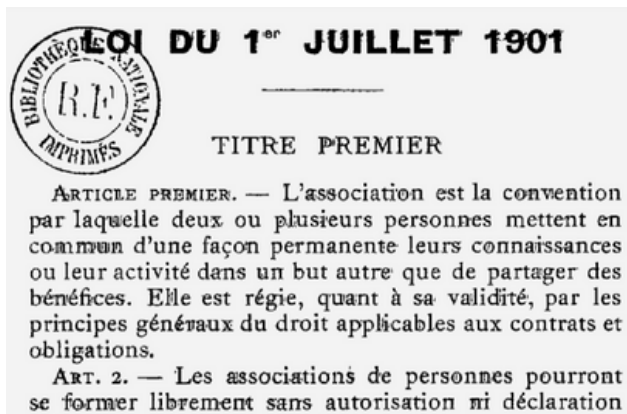 LOI DU 1er JUILLET 1901
BIBLIOTHÈQUE NATIONALE
R.F.
IMPRIMÉS
TITRE PREMIER
ARTICLE PREMIER. — L'association est la convention
par laquelle deux ou plusieurs personnes mettent en
commun d'une façon permanente leurs connaissances
ou leur activité dans un but autre que de partager des
bénéfices. Elle est régie, quant à sa validité, par les
principes généraux du droit applicables aux contrats et
obligations.
ART. 2. — Les associations de personnes pourront
se former librement sans autorisation ni déclaration